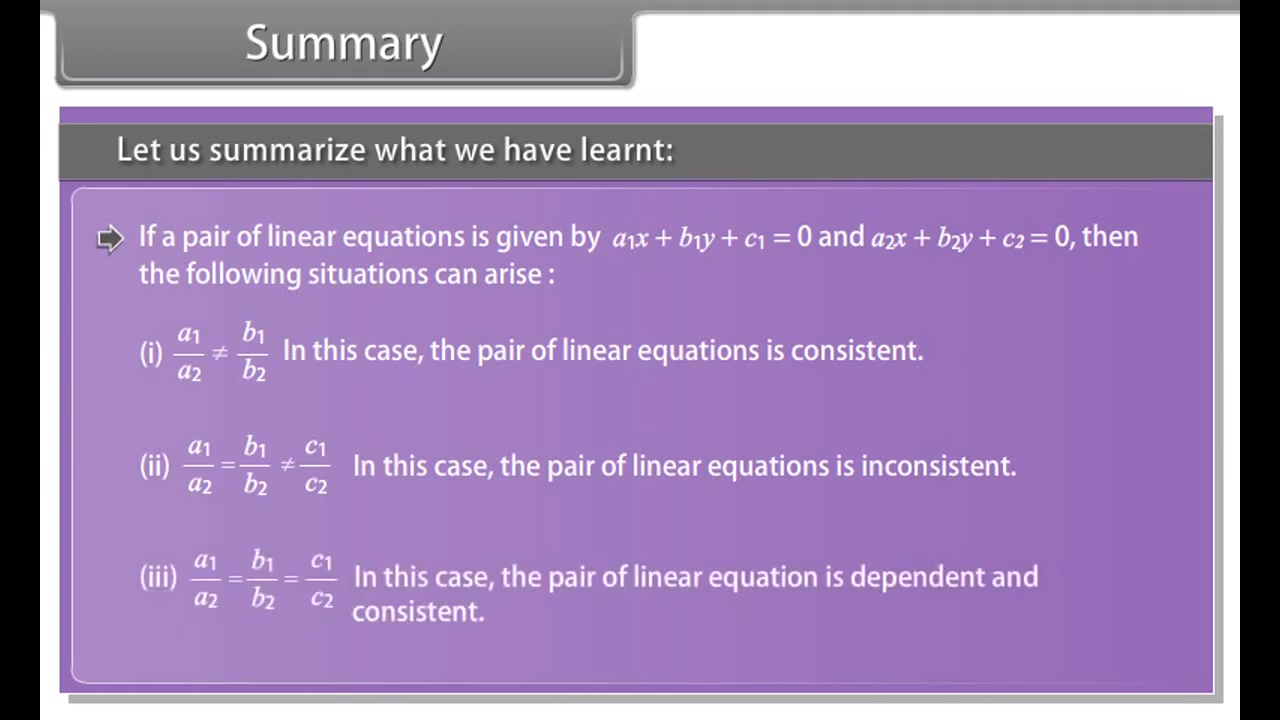 Summary
Let us summarize what we have learnt:
If a pair of linear equations is given by a₁x + b₁y + c₁ = 0 and a₂x + b₂y + c₂ = 0, then
the following situations can arise :
(i) a₁/a₂ ≠ b₁/b₂ In this case, the pair of linear equations is consistent.
(ii) a₁/a₂ = b₁/b₂ ≠ c₁/c₂ In this case, the pair of linear equations is inconsistent.
(iii) a₁/a₂ = b₁/b₂ = c₁/c₂ In this case, the pair of linear equation is dependent and
consistent.